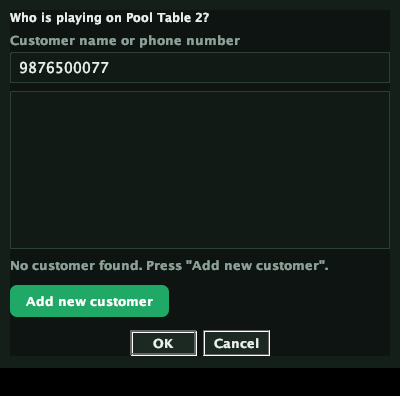 Who is playing on Pool Table 2?
Customer name or phone number
9876500077
No customer found. Press "Add new customer".
Add new customer
OK Cancel